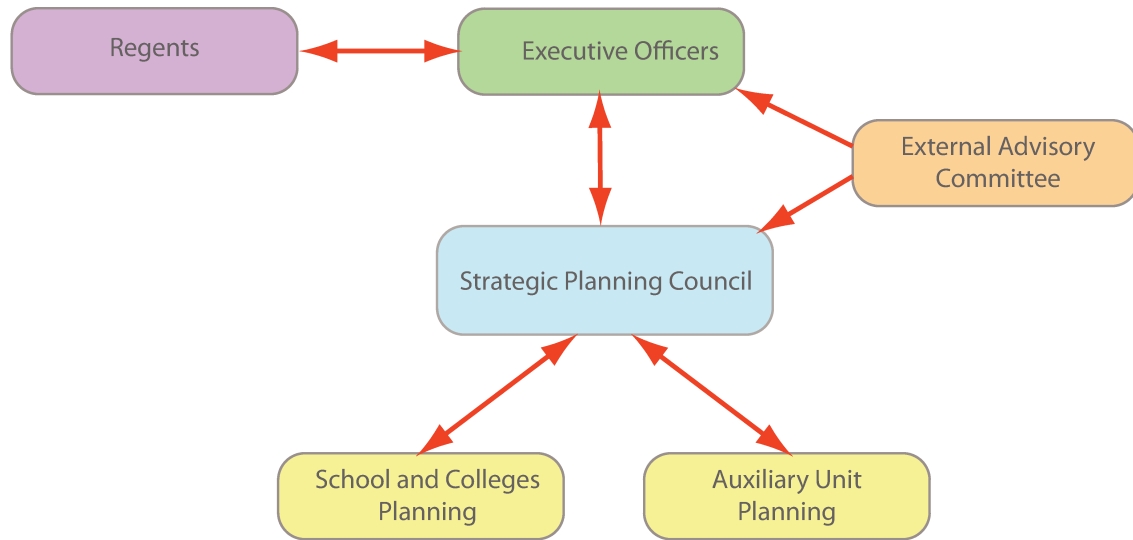 Regents
Executive Officers
External Advisory
Committee
Strategic Planning Council
School and Colleges
Planning
Auxiliary Unit
Planning